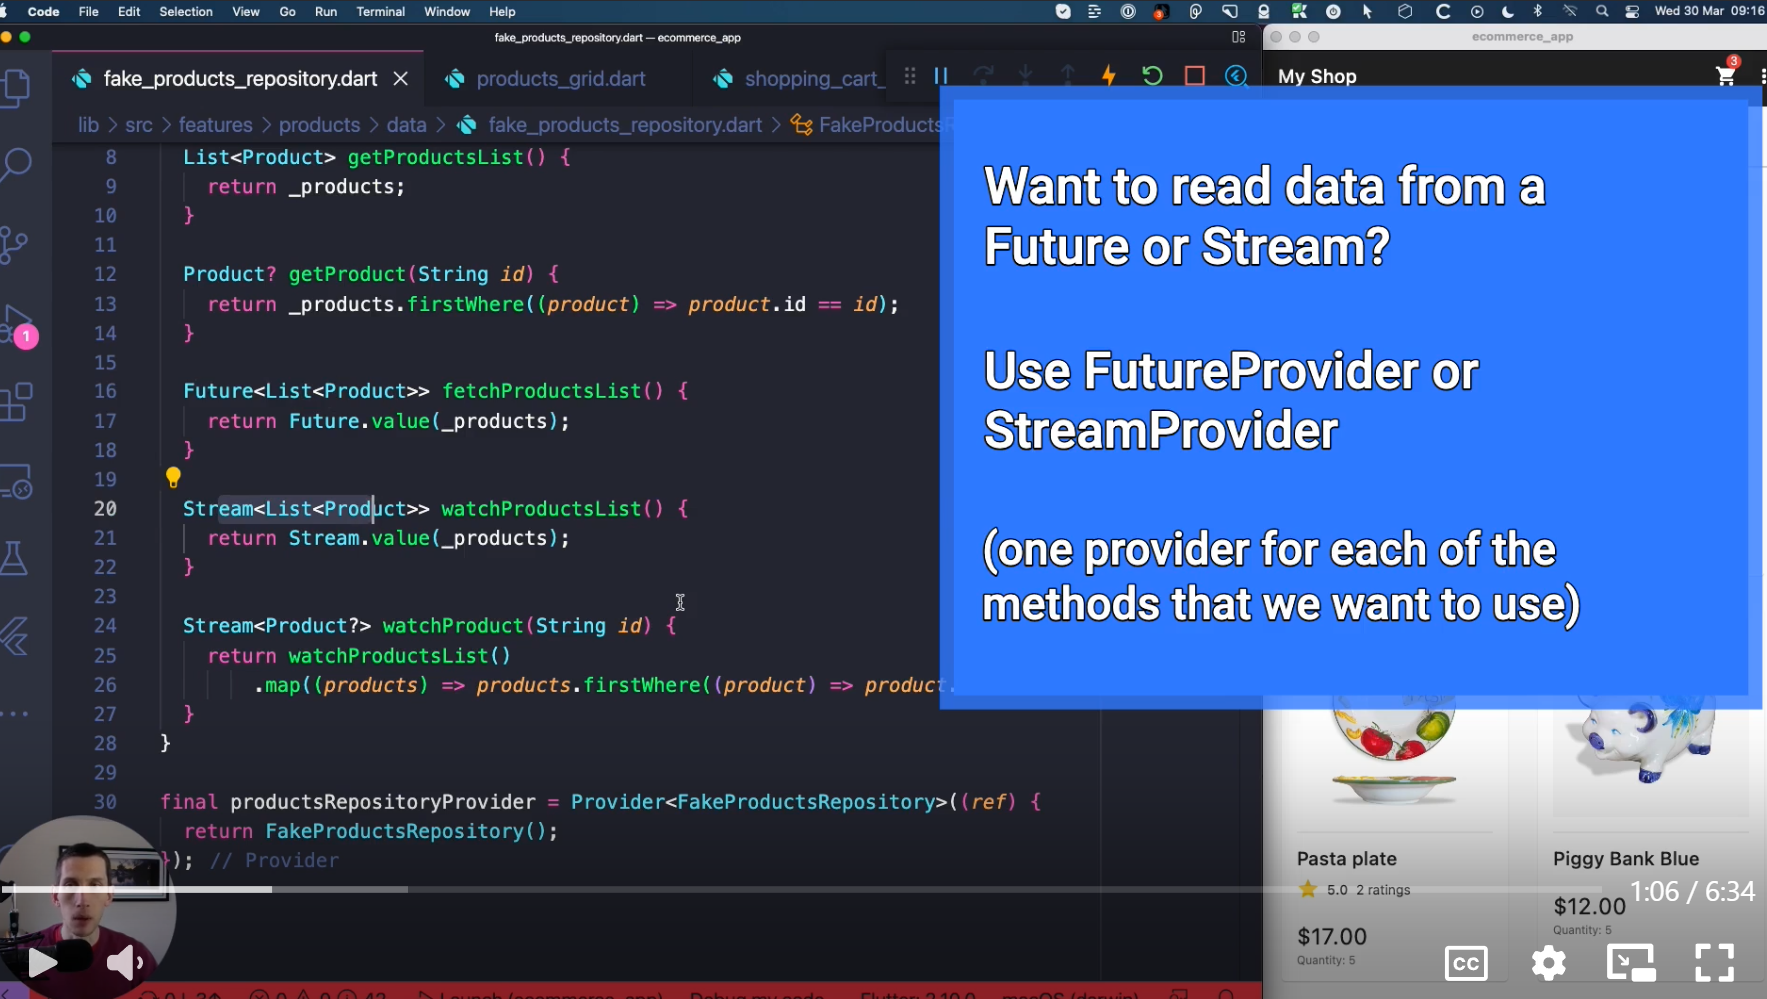 Code File Edit Selection View Go Run Terminal Window Help Wed 30 Mar 09:16
fake_products_repository.dart — ecommerce_app
ecommerce_app
fake_products_repository.dart products_grid.dart shopping_cart_
My Shop 3
lib > src > features > products > data > fake_products_repository.dart >
8 List<Product> getProductsList() {
9 return _products;
10 }
11
12 Product? getProduct(String id) {
13 return _products.firstWhere((product) => product.id == id);
14 }
15
16 Future<List<Product>> fetchProductsList() {
17 return Future.value(_products);
18 }
19
20 Stream<List<Product>> watchProductsList() {
21 return Stream.value(_products);
22 }
23
24 Stream<Product?> watchProduct(String id) {
25 return watchProductsList()
26 .map((products) => products.firstWhere((product) => product.
27 }
28 }
29
30 final productsRepositoryProvider = Provider<FakeProductsRepository>((ref) {
return FakeProductsRepository();
}); // Provider
1
Want to read data from a
Future or Stream?
Use FutureProvider or
StreamProvider
(one provider for each of the
methods that we want to use)
Pasta plate
5.0 2 ratings
$17.00
Quantity: 5
Piggy Bank Blue
$12.00
Quantity: 5
1:06 / 6:34
CC